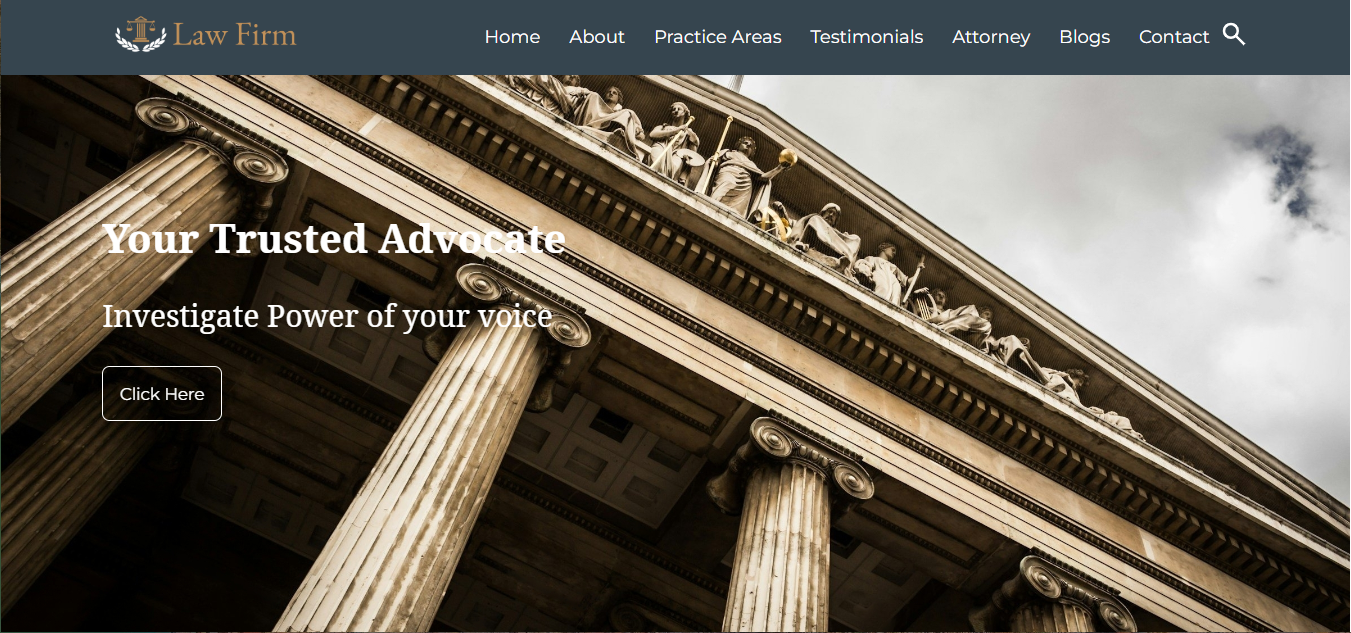 Law Firm
Home About Practice Areas Testimonials Attorney Blogs Contact
Your Trusted Advocate
Investigate Power of your voice
Click Here